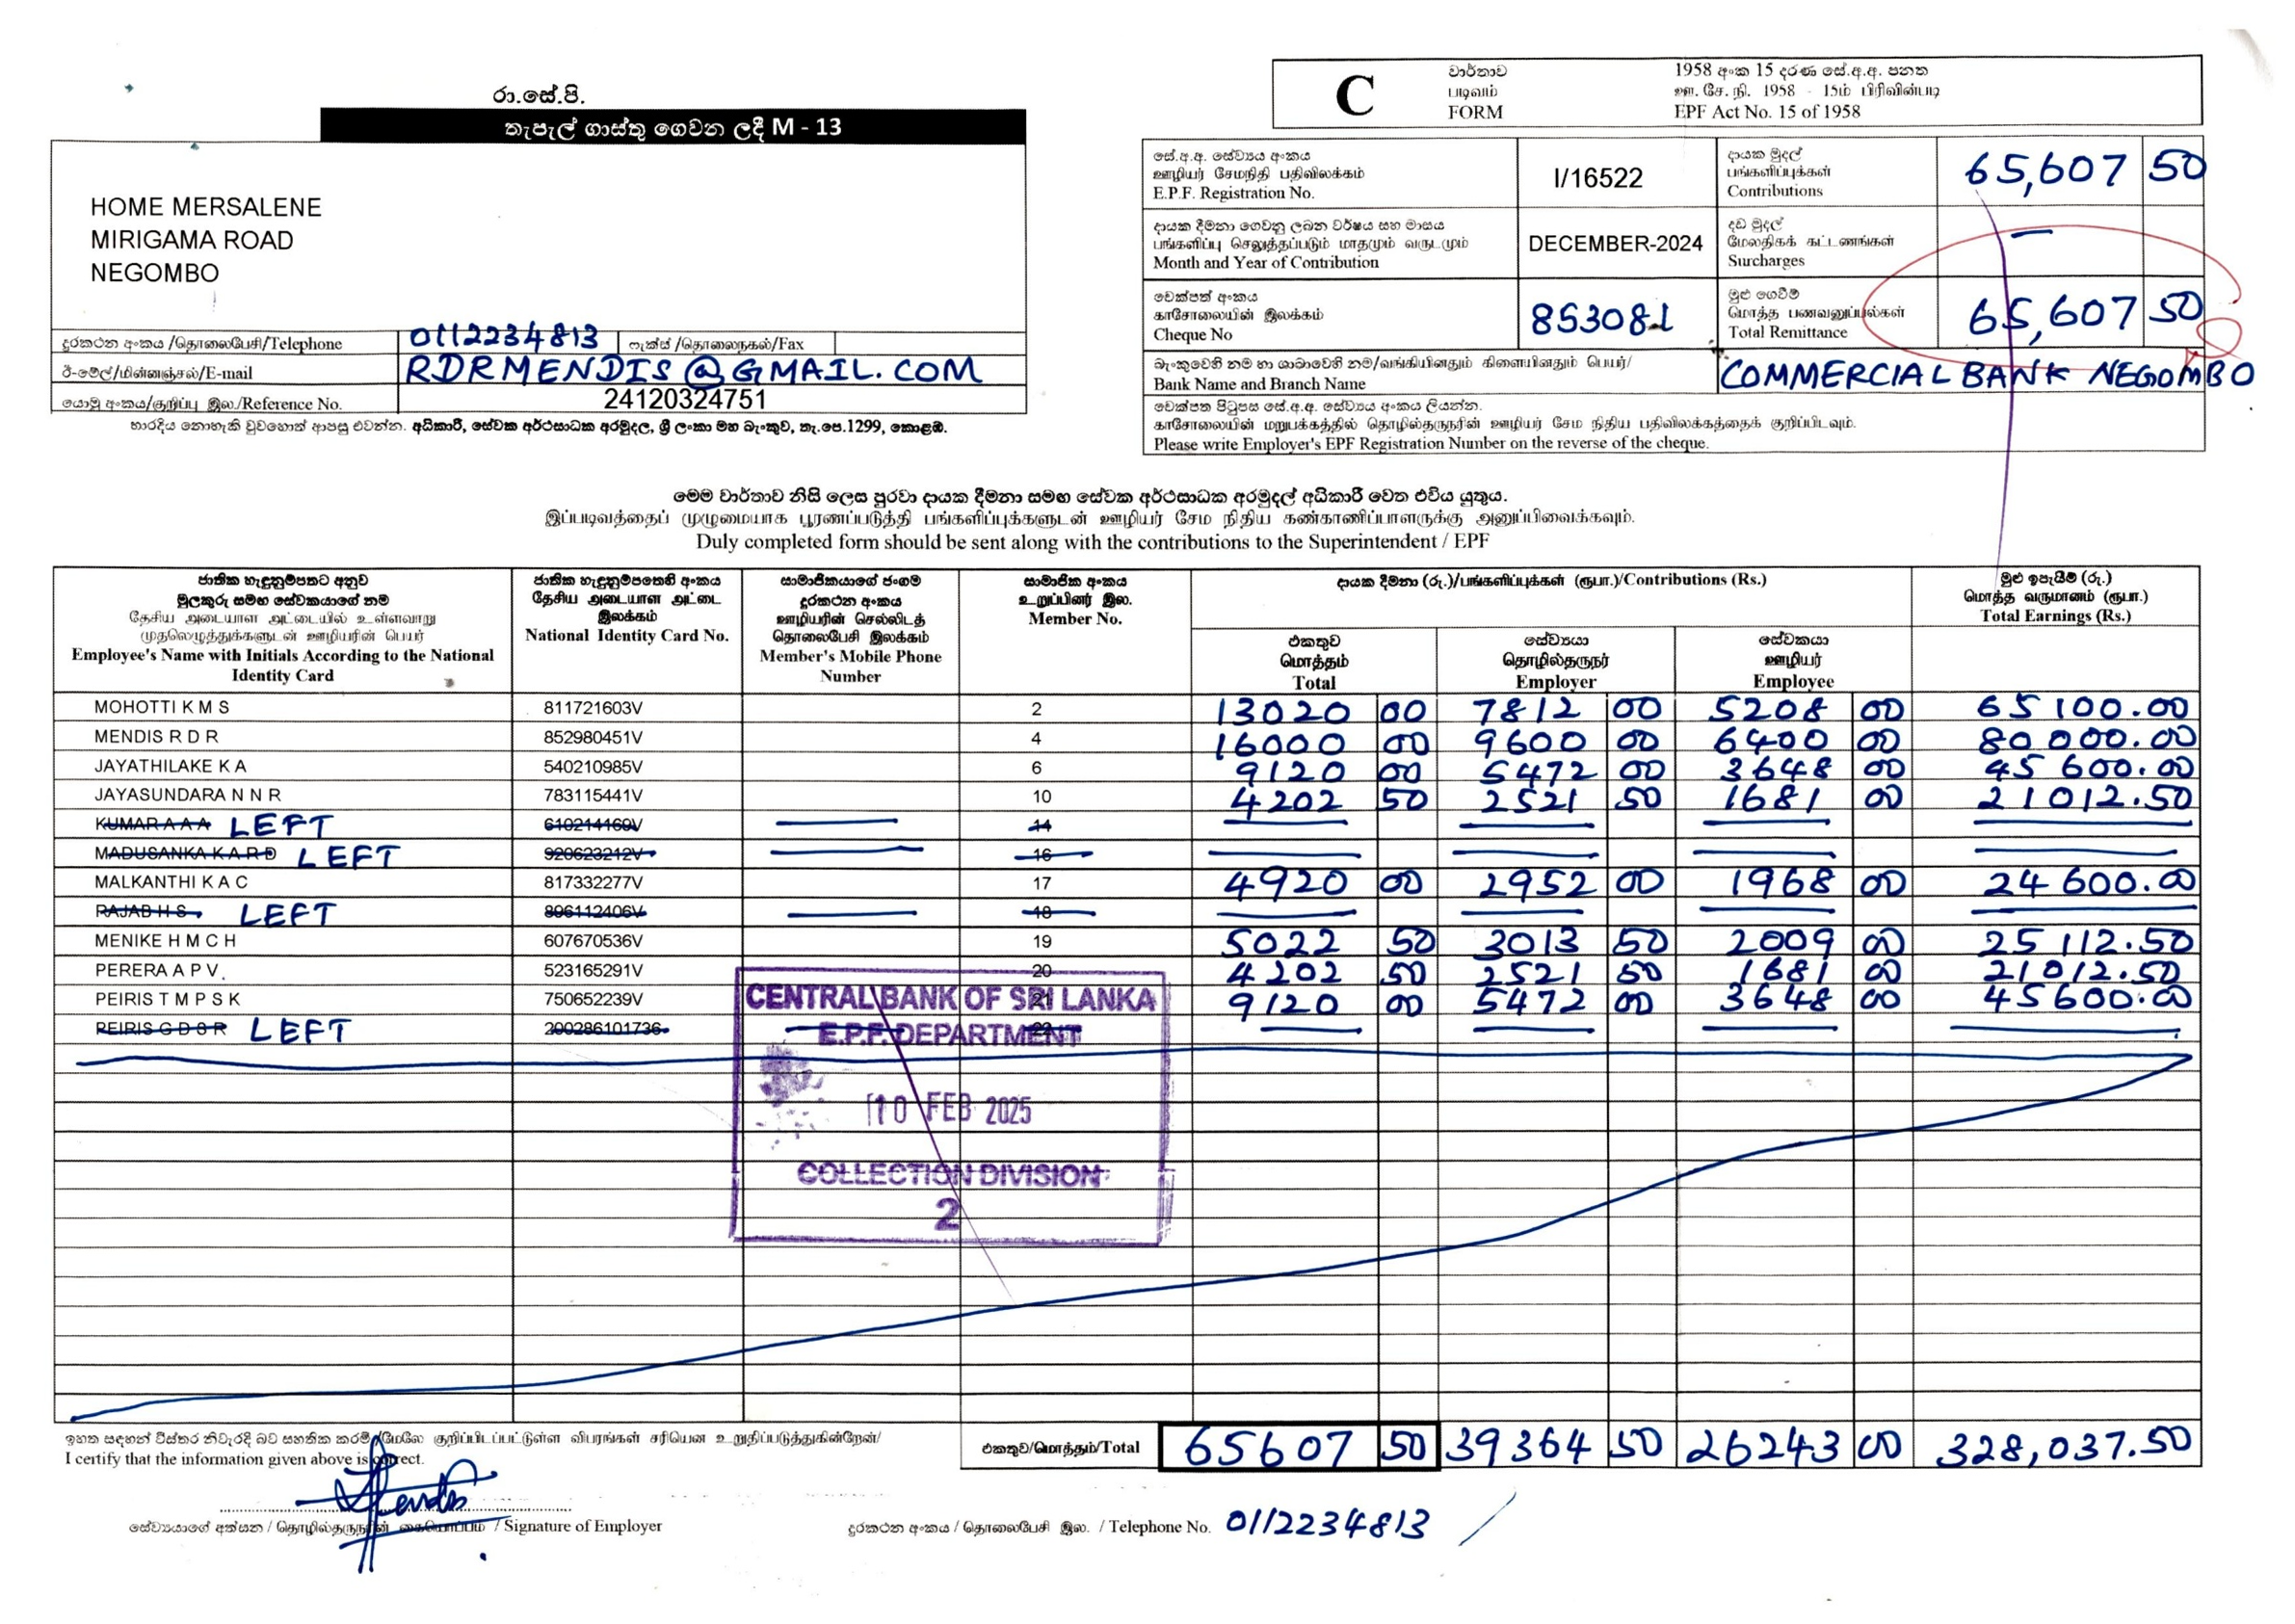 රා.සේ.පි.
තැපැල් ගාස්තු ගෙවන ලදී M - 13
HOME MERSALENE
MIRIGAMA ROAD
NEGOMBO
දුරකථන අංකය /தொலைபேசி/Telephone 0112234813 ෆැක්ස් /தொலைநகல்/Fax
ඊ-මේල්/மின்னஞ்சல்/E-mail RDRMENDIS@GMAIL.COM
යොමු අංකය/குறிப்பு இல./Reference No. 24120324751
භාරදිය නොහැකි වුවහොත් ආපසු එවන්න. අධිකාරී, සේවක අර්ථසාධක අරමුදල, ශ්‍රී ලංකා මහ බැංකුව, තැ.පෙ.1299, කොළඹ.
C
වාර්තාව
படிவம்
FORM
1958 අංක 15 දරණ සේ.අ.අ. පනත
ஊ. சே. நி. 1958 - 15ம் பிரிவின்படி
EPF Act No. 15 of 1958
සේ.අ.අ. සේව්‍යය අංකය
ஊழியர் சேமநிதி பதிவிலக்கம்
E.P.F. Registration No.
I/16522
දායක මුදල්
பங்களிப்புக்கள்
Contributions
65,607 50
දායක දීමනා ගෙවනු ලබන වර්ෂය සහ මාසය
பங்களிப்பு செலுத்தப்படும் மாதமும் வருடமும்
Month and Year of Contribution
DECEMBER-2024
දඩ මුදල්
மேலதிகக் கட்டணங்கள்
Surcharges
–
චෙක්පත් අංකය
காசோலையின் இலக்கம்
Cheque No
853081
මුළු ගෙවීම්
மொத்த பணவனுப்பல்கள்
Total Remittance
65,607 50
බැංකුවෙහි නම හා ශාඛාවෙහි නම/வங்கியினதும் கிளையினதும் பெயர்/
Bank Name and Branch Name
COMMERCIAL BANK NEGOMBO
චෙක්පත පිටුපස සේ.අ.අ. සේව්‍යය අංකය ලියන්න.
காசோலையின் மறுபக்கத்தில் தொழில்தருநரின் ஊழியர் சேம நிதிய பதிவிலக்கத்தைக் குறிப்பிடவும்.
Please write Employer's EPF Registration Number on the reverse of the cheque.
මෙම වාර්තාව නිසි ලෙස පුරවා දායක දීමනා සමඟ සේවක අර්ථසාධක අරමුදල් අධිකාරී වෙත එවිය යුතුය.
இப்படிவத்தைப் முழுமையாக பூரணப்படுத்தி பங்களிப்புக்களுடன் ஊழியர் சேம நிதிய கண்காணிப்பாளருக்கு அனுப்பிவைக்கவும்.
Duly completed form should be sent along with the contributions to the Superintendent / EPF
ජාතික හැඳුනුම්පතට අනුව
මුලකුරු සමඟ සේවකයාගේ නම
தேசிய அடையாள அட்டையில் உள்ளவாறு
முதலெழுத்துக்களுடன் ஊழியரின் பெயர்
Employee's Name with Initials According to the National
Identity Card
ජාතික හැඳුනුම්පතෙහි අංකය
தேசிய அடையாள அட்டை
இலக்கம்
National Identity Card No.
සාමාජිකයාගේ ජංගම
දුරකථන අංකය
ஊழியரின் செல்லிடத்
தொலைபேசி இலக்கம்
Member's Mobile Phone
Number
සාමාජික අංකය
உறுப்பினர் இல.
Member No.
දායක දීමනා (රු.)/பங்களிப்புக்கள் (ரூபா.)/Contributions (Rs.)
එකතුව
மொத்தம்
Total
සේව්‍යයා
தொழில்தருநர்
Employer
සේවකයා
ஊழியர்
Employee
මුළු ඉපැයීම් (රු.)
மொத்த வருமானம் (ரூபா.)
Total Earnings (Rs.)
MOHOTTI K M S 811721603V 2 13020 00 7812 00 5208 00 65100.00
MENDIS R D R 852980451V 4 16000 00 9600 00 6400 00 80000.00
JAYATHILAKE K A 540210985V 6 9120 00 5472 00 3648 00 45600.00
JAYASUNDARA N N R 783115441V 10 4202 50 2521 50 1681 00 21012.50
KUMAR A A A LEFT 610214160V 14
MADUSANKA K A R D LEFT 920623212V 16
MALKANTHI K A C 817332277V 17 4920 00 2952 00 1968 00 24600.00
RAJAB H S LEFT 806112406V 18
MENIKE H M C H 607670536V 19 5022 50 3013 50 2009 00 25112.50
PERERA A P V 523165291V 20 4202 50 2521 50 1681 00 21012.50
PEIRIS T M P S K 750652239V 21 9120 00 5472 00 3648 00 45600.00
PEIRIS G D S R LEFT 200286101736 22
CENTRAL BANK OF SRI LANKA
E.P.F. DEPARTMENT
10 FEB 2025
COLLECTION DIVISION
2
ඉහත සඳහන් විස්තර නිවැරදි බව සහතික කරමි/மேலே குறிப்பிடப்பட்டுள்ள விபரங்கள் சரியென உறுதிப்படுத்துகின்றேன்/
I certify that the information given above is correct.
එකතුව/மொத்தம்/Total 65607 50 39364 50 26243 00 328,037.50
සේව්‍යයාගේ අත්සන / தொழில்தருநரின் கையொப்பம் / Signature of Employer
දුරකථන අංකය / தொலைபேசி இல. / Telephone No. 0112234813